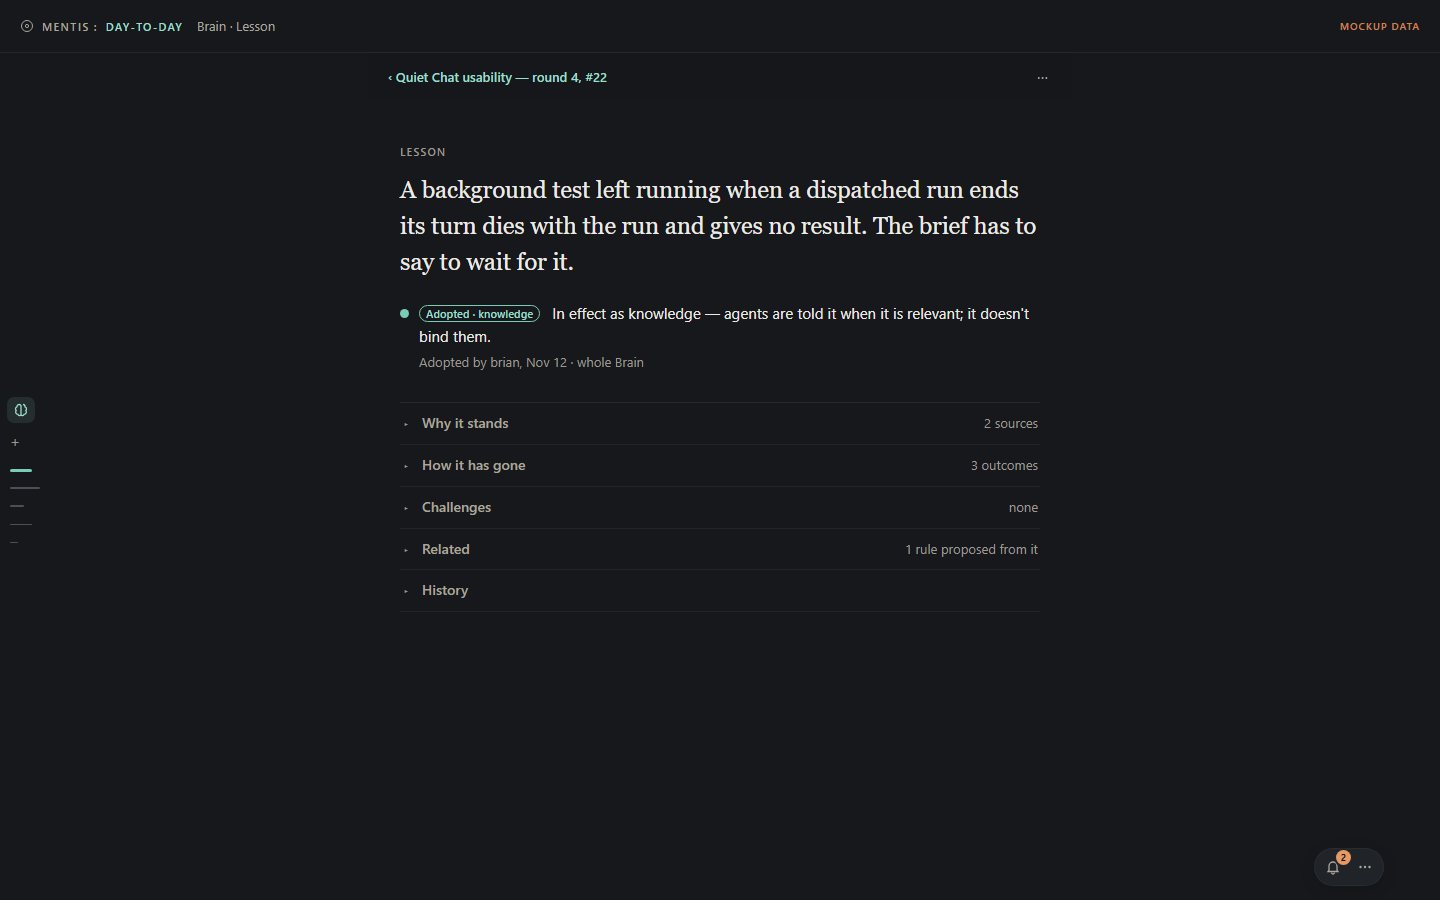 MENTIS : DAY-TO-DAY Brain · Lesson
MOCKUP DATA
‹ Quiet Chat usability — round 4, #22
···
LESSON
A background test left running when a dispatched run ends
its turn dies with the run and gives no result. The brief has to
say to wait for it.
Adopted · knowledge In effect as knowledge — agents are told it when it is relevant; it doesn't
bind them.
Adopted by brian, Nov 12 · whole Brain
Why it stands 2 sources
How it has gone 3 outcomes
Challenges none
Related 1 rule proposed from it
History
+
2
···